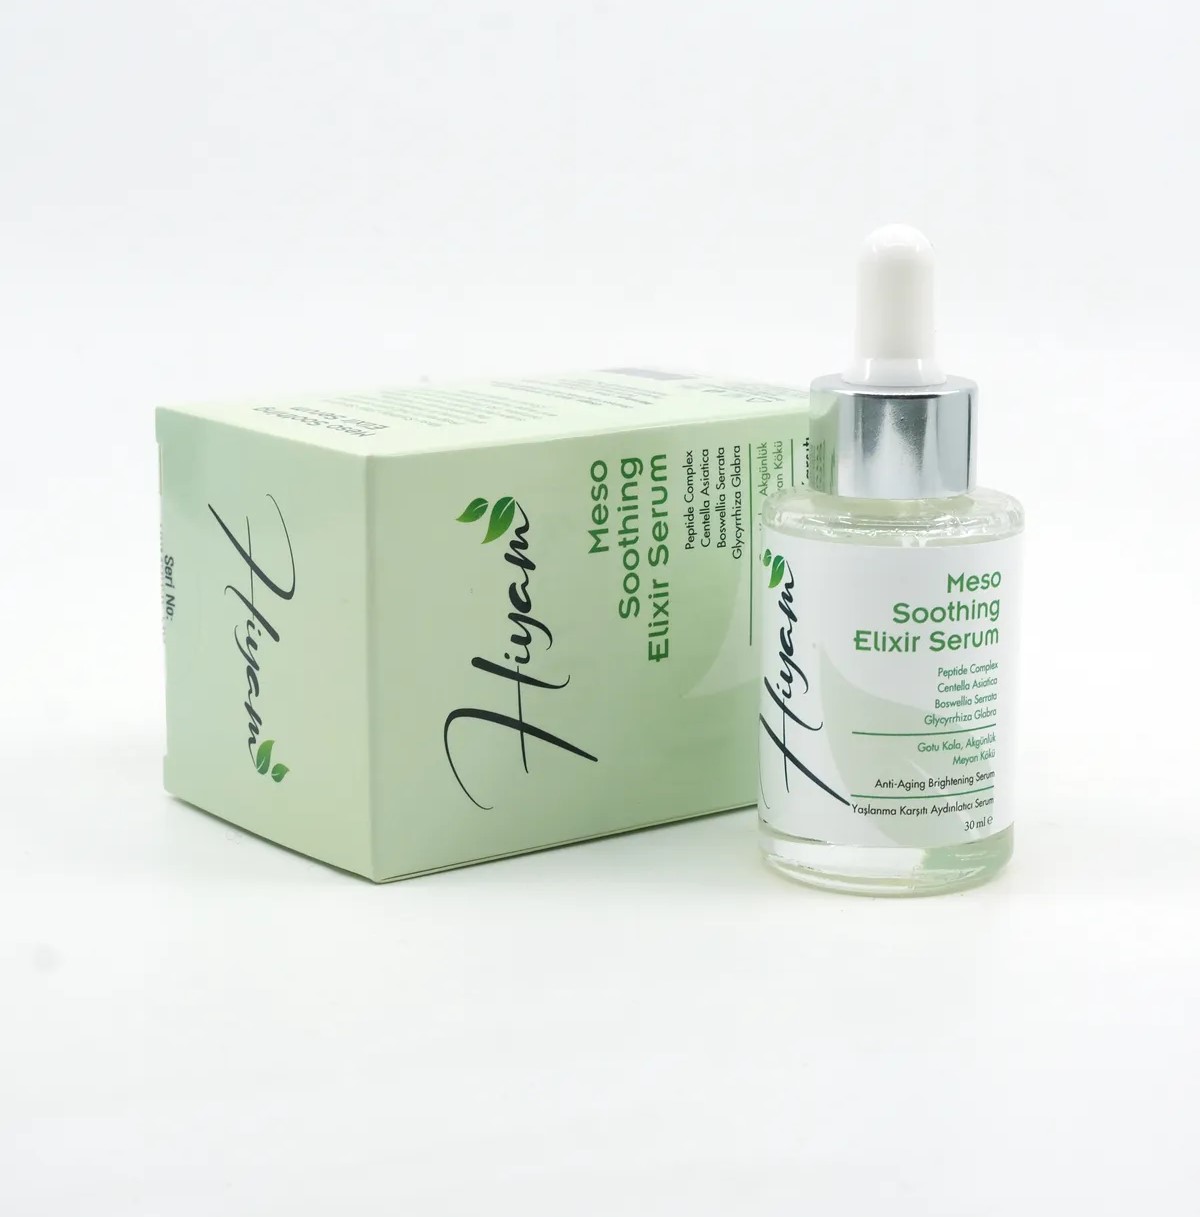 Meso Soothing
Elixir Serum
Hiyam
Seri No:
Hiyam
Meso
Soothing
Elixir Serum
Peptide Complex
Centella Asiatica
Boswellia Serrata
Glycyrrhiza Glabra
Akgünlük
Kökü
Hiyam
Meso
Soothing
Elixir Serum
Peptide Complex
Centella Asiatica
Boswellia Serrata
Glycyrrhiza Glabra
Gotu Kola, Akgünlük
Meyan Kökü
Anti-Aging Brightening Serum
Yaşlanma Karşıtı Aydınlatıcı Serum
30 ml ℮